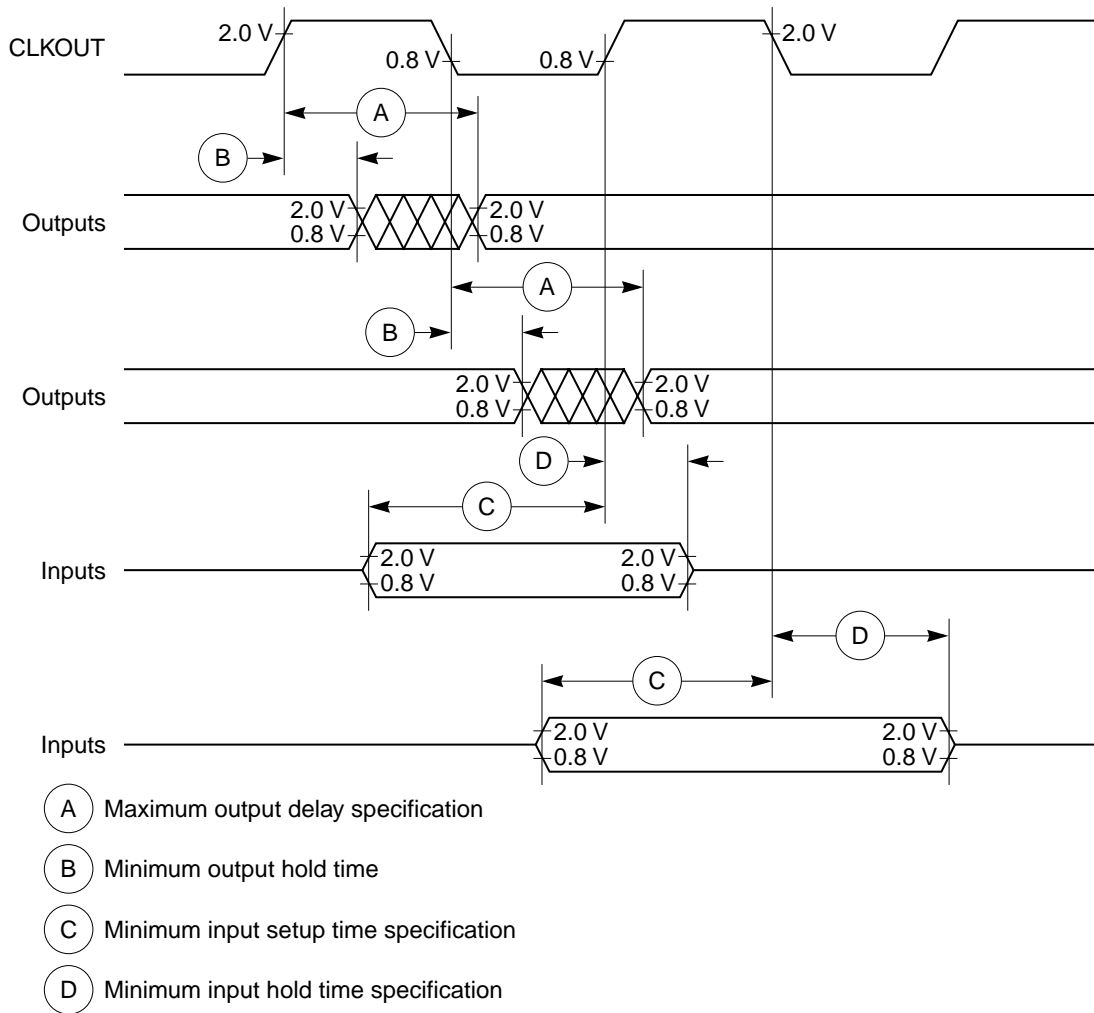 CLKOUT
2.0 V
0.8 V
0.8 V
2.0 V
A
B
Outputs
2.0 V
0.8 V
2.0 V
0.8 V
A
B
Outputs
2.0 V
0.8 V
2.0 V
0.8 V
D
C
Inputs
2.0 V
0.8 V
2.0 V
0.8 V
D
C
Inputs
2.0 V
0.8 V
2.0 V
0.8 V
A Maximum output delay specification
B Minimum output hold time
C Minimum input setup time specification
D Minimum input hold time specification